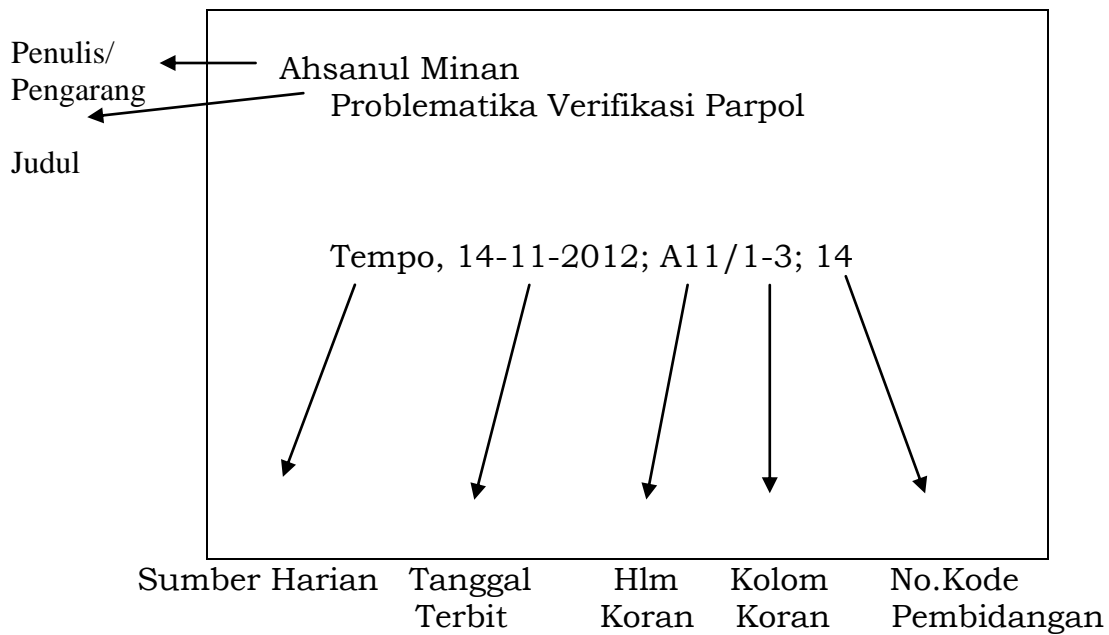 Penulis/
Pengarang
Ahsanul Minan
Problematika Verifikasi Parpol
Judul
Tempo, 14-11-2012; A11/1-3; 14
Sumber Harian Tanggal Hlm Kolom No.Kode
Terbit Koran Koran Pembidangan